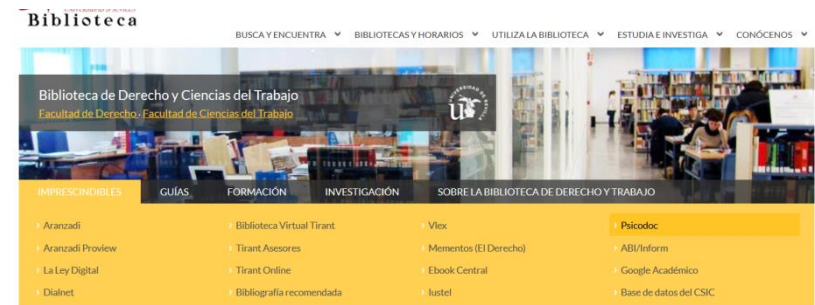 UNIVERSIDAD DE SEVILLA
Biblioteca
BUSCA Y ENCUENTRA BIBLIOTECAS Y HORARIOS UTILIZA LA BIBLIOTECA ESTUDIA E INVESTIGA CONÓCENOS
Biblioteca de Derecho y Ciencias del Trabajo
Facultad de Derecho · Facultad de Ciencias del Trabajo
IMPRESCINDIBLES GUÍAS FORMACIÓN INVESTIGACIÓN SOBRE LA BIBLIOTECA DE DERECHO Y TRABAJO
Aranzadi Biblioteca Virtual Tirant Vlex Psicodoc
Aranzadi Proview Tirant Asesores Mementos (El Derecho) ABI/Inform
La Ley Digital Tirant Online Ebook Central Google Académico
Dialnet Bibliografía recomendada Iustel Base de datos del CSIC